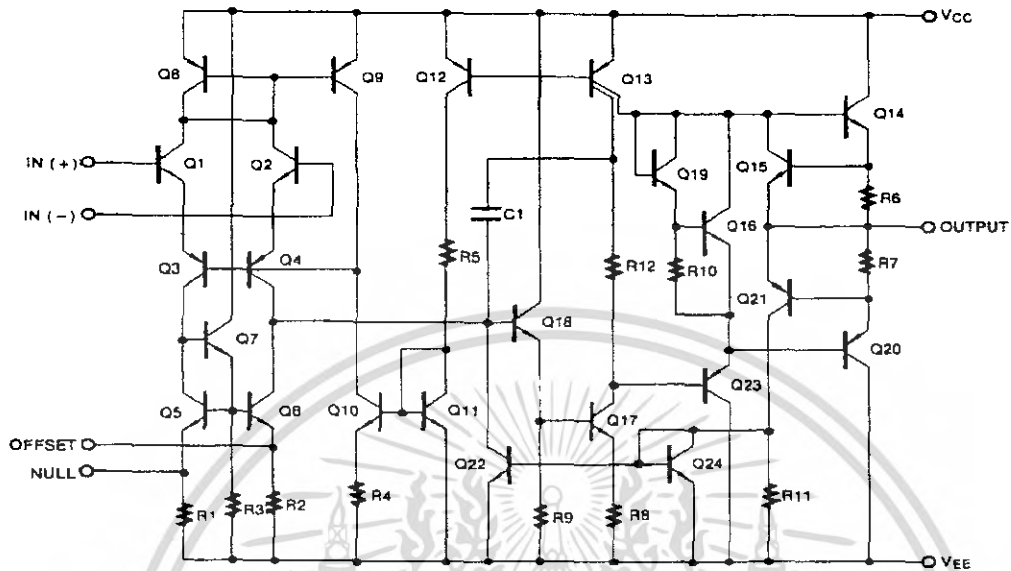 VCC
Q8
Q9
Q12
Q13
Q14
IN (+)
Q1
Q2
Q19
Q15
R6
IN (−)
C1
Q16
OUTPUT
Q3
Q4
R5
R12
R10
R7
Q21
Q7
Q18
Q20
Q5
Q6
Q10
Q11
Q17
Q23
OFFSET
NULL
Q22
Q24
R1
R3
R2
R4
R9
R8
R11
VEE